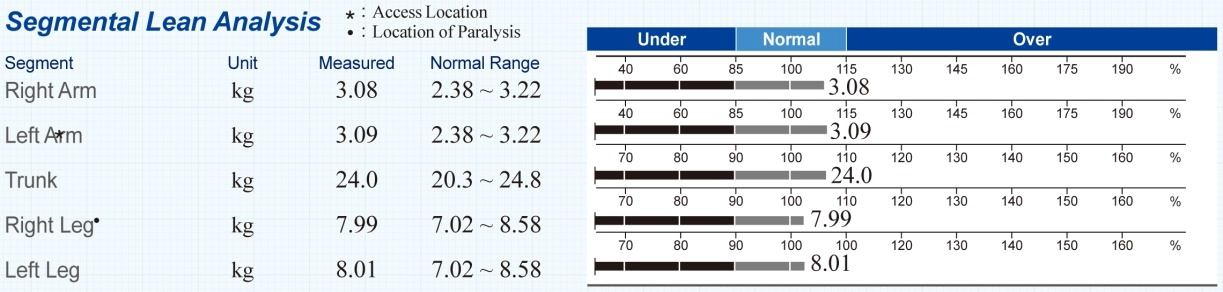 Segmental Lean Analysis
* : Access Location
• : Location of Paralysis
Under Normal Over
Segment Unit Measured Normal Range
40 60 85 100 115 130 145 160 175 190 %
Right Arm kg 3.08 2.38 ~ 3.22
3.08
40 60 85 100 115 130 145 160 175 190 %
Left Arm* kg 3.09 2.38 ~ 3.22
3.09
70 80 90 100 110 120 130 140 150 160 %
Trunk kg 24.0 20.3 ~ 24.8
24.0
70 80 90 100 110 120 130 140 150 160 %
Right Leg• kg 7.99 7.02 ~ 8.58
7.99
70 80 90 100 100 120 130 140 150 160 %
Left Leg kg 8.01 7.02 ~ 8.58
8.01